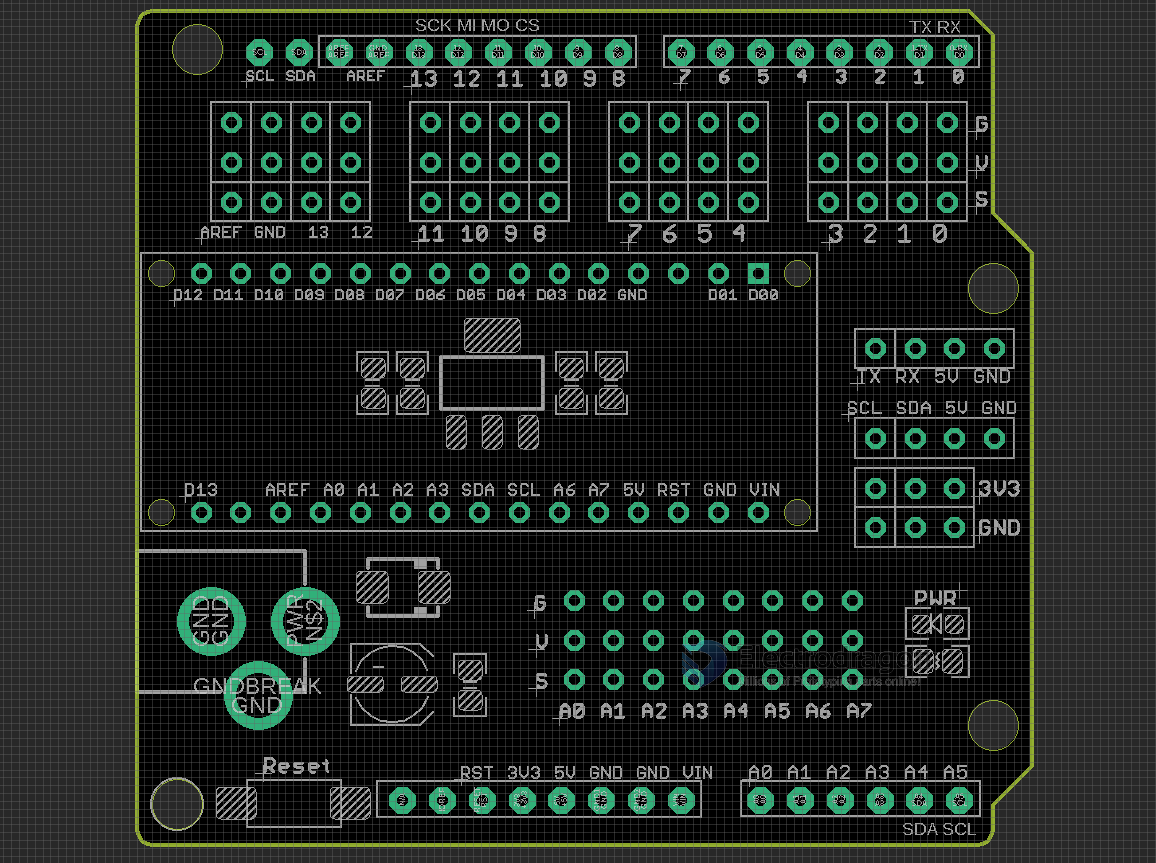 SCK MI MO CS TX RX
SCL SDA AREF 13 12 11 10 9 8 7 6 5 4 3 2 1 0
G
V
S
AREF GND 13 12 11 10 9 8 7 6 5 4 3 2 1 0
D12 D11 D10 D09 D08 D07 D06 D05 D04 D03 D02 GND D01 D00
TX RX 5V GND
SCL SDA 5V GND
D13 AREF A0 A1 A2 A3 SDA SCL A6 A7 5V RST GND VIN
3V3
GND
GND GND PWR N$2
GNDBREAK
GND
G
V
S
PWR
Electrodragon
A0 A1 A2 A3 A4 A5 A6 A7
Reset
RST 3V3 5V GND GND VIN
A0 A1 A2 A3 A4 A5
SDA SCL